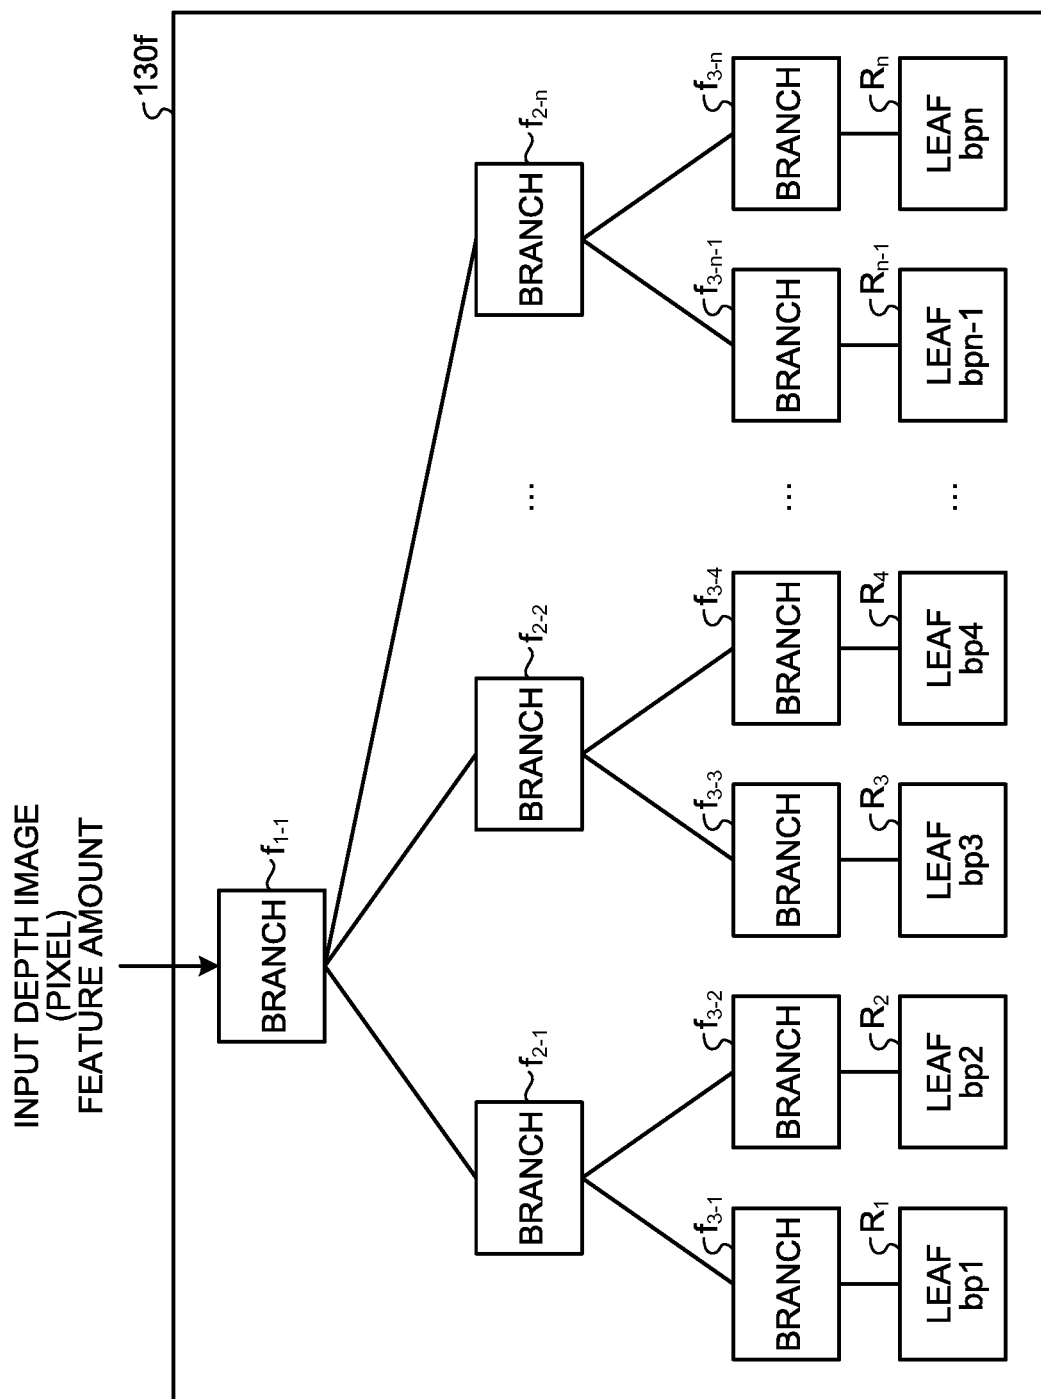 INPUT DEPTH IMAGE
(PIXEL)
FEATURE AMOUNT
130f
BRANCH f1-1
BRANCH f2-1
BRANCH f2-2
...
BRANCH f2-n
BRANCH f3-1
BRANCH f3-2
BRANCH f3-3
BRANCH f3-4
...
BRANCH f3-n-1
BRANCH f3-n
R1
LEAF
bp1
R2
LEAF
bp2
R3
LEAF
bp3
R4
LEAF
bp4
...
Rn-1
LEAF
bpn-1
Rn
LEAF
bpn